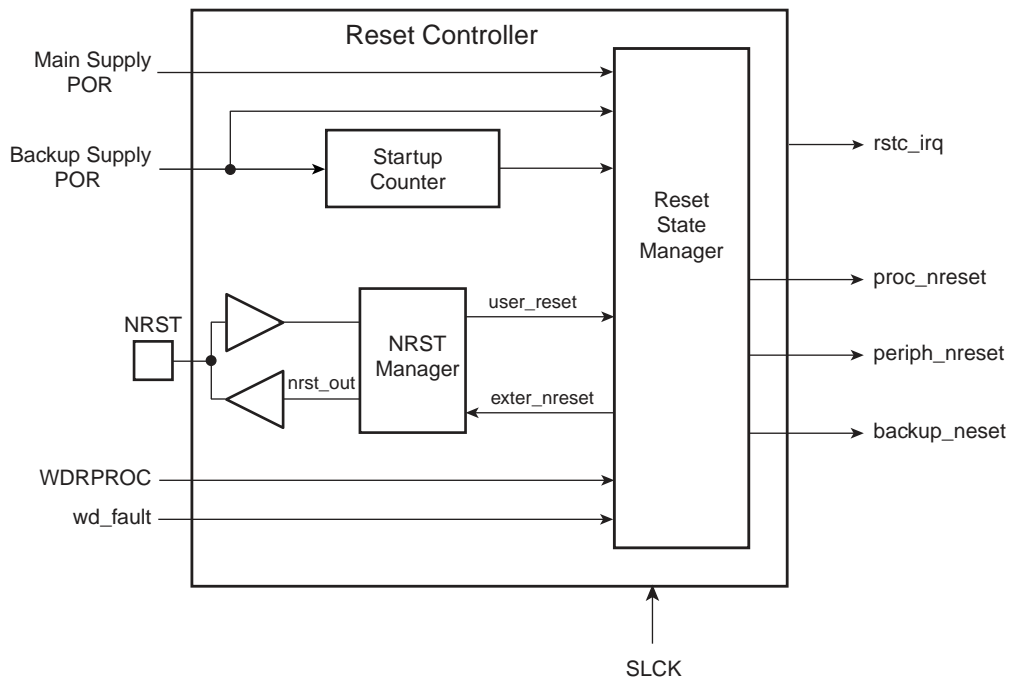 Reset Controller
Main Supply
POR
Backup Supply
POR
Startup
Counter
Reset
State
Manager
rstc_irq
proc_nreset
periph_nreset
backup_neset
NRST
user_reset
NRST
Manager
nrst_out
exter_nreset
WDRPROC
wd_fault
SLCK